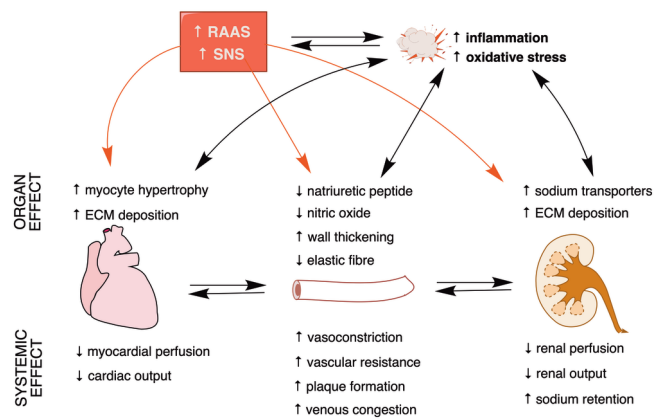 ↑ RAAS
↑ SNS
↑ inflammation
↑ oxidative stress
ORGAN
EFFECT
↑ myocyte hypertrophy
↑ ECM deposition
↓ natriuretic peptide
↓ nitric oxide
↑ wall thickening
↓ elastic fibre
↑ sodium transporters
↑ ECM deposition
SYSTEMIC
EFFECT
↓ myocardial perfusion
↓ cardiac output
↑ vasoconstriction
↑ vascular resistance
↑ plaque formation
↑ venous congestion
↓ renal perfusion
↓ renal output
↑ sodium retention